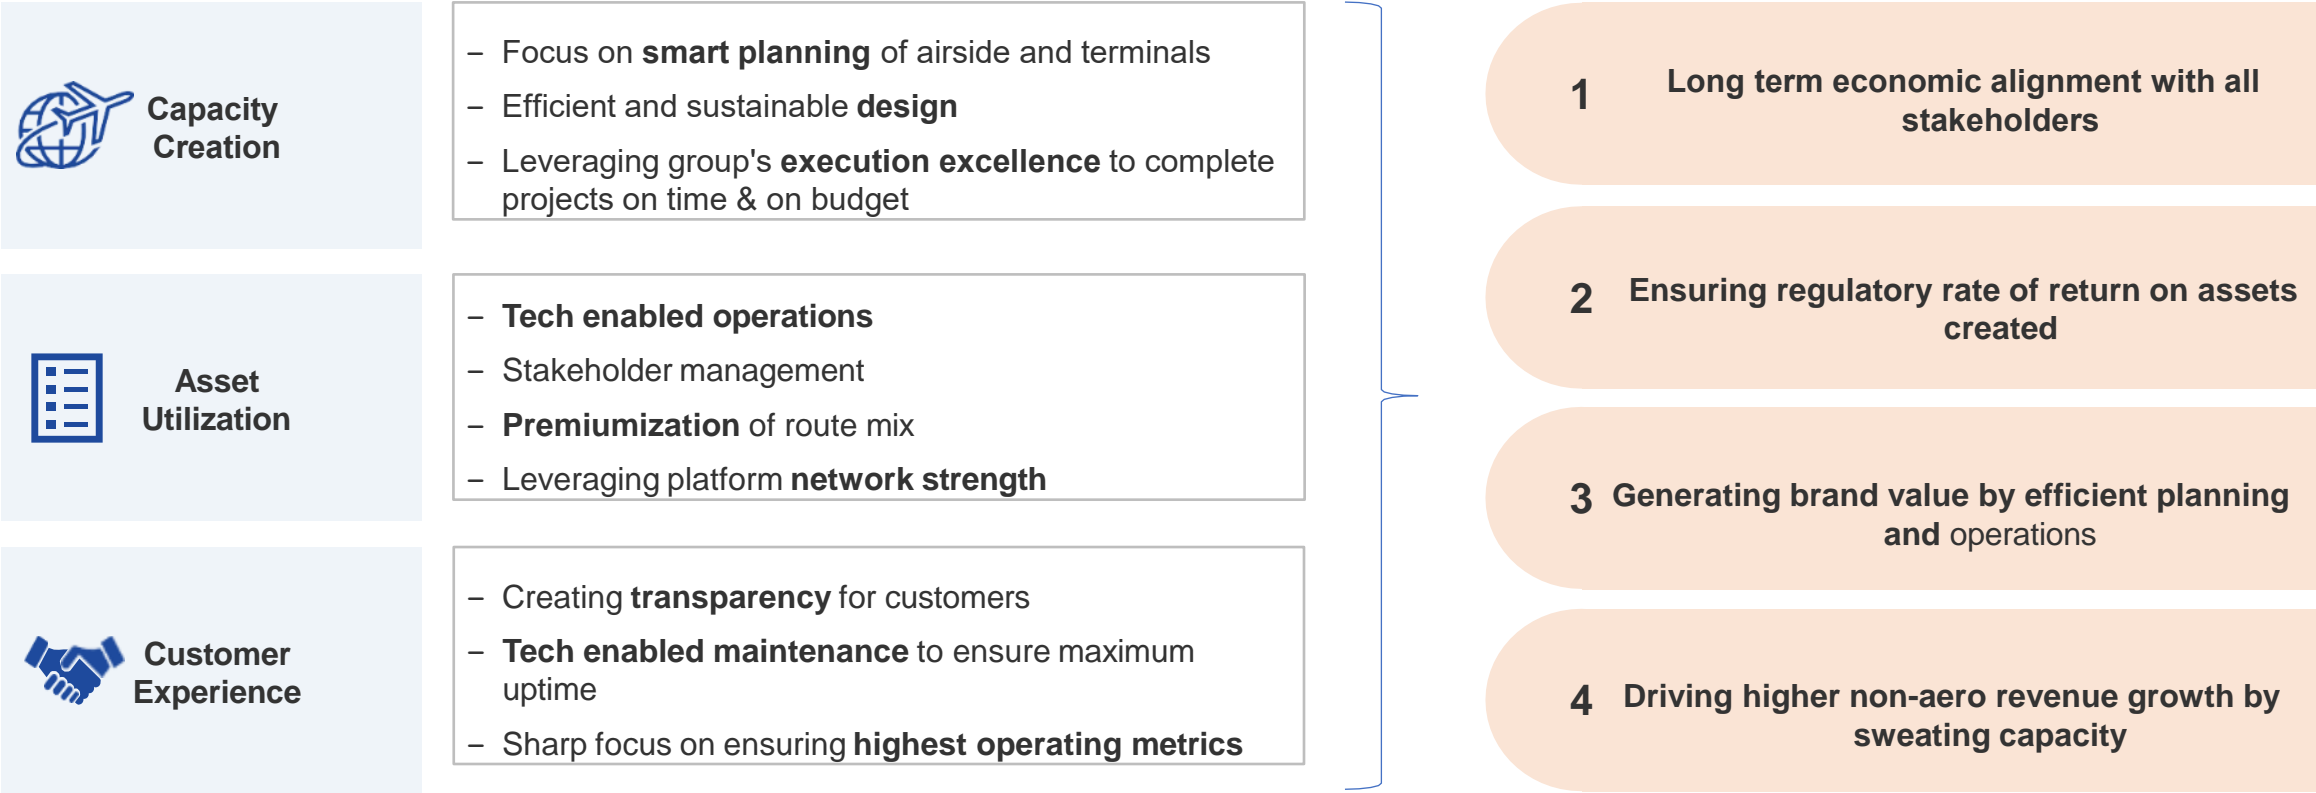 Capacity
Creation
– Focus on smart planning of airside and terminals
– Efficient and sustainable design
– Leveraging group's execution excellence to complete
projects on time & on budget
Asset
Utilization
– Tech enabled operations
– Stakeholder management
– Premiumization of route mix
– Leveraging platform network strength
Customer
Experience
– Creating transparency for customers
– Tech enabled maintenance to ensure maximum
uptime
– Sharp focus on ensuring highest operating metrics
1 Long term economic alignment with all
stakeholders
2 Ensuring regulatory rate of return on assets
created
3 Generating brand value by efficient planning
and operations
4 Driving higher non-aero revenue growth by
sweating capacity